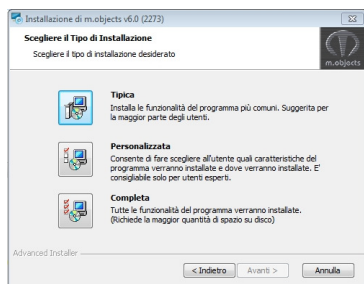 Installazione di m.objects v6.0 (2273)
Scegliere il Tipo di Installazione
Scegliere il tipo di installazione desiderato
m.objects
Tipica
Installa le funzionalità del programma più comuni. Suggerita per
la maggior parte degli utenti.
Personalizzata
Consente di fare scegliere all'utente quali caratteristiche del
programma verranno installate e dove verranno installate. E'
consigliabile solo per utenti esperti.
Completa
Tutte le funzionalità del programma verranno installate.
(Richiede la maggior quantità di spazio su disco)
Advanced Installer
< Indietro
Avanti >
Annulla